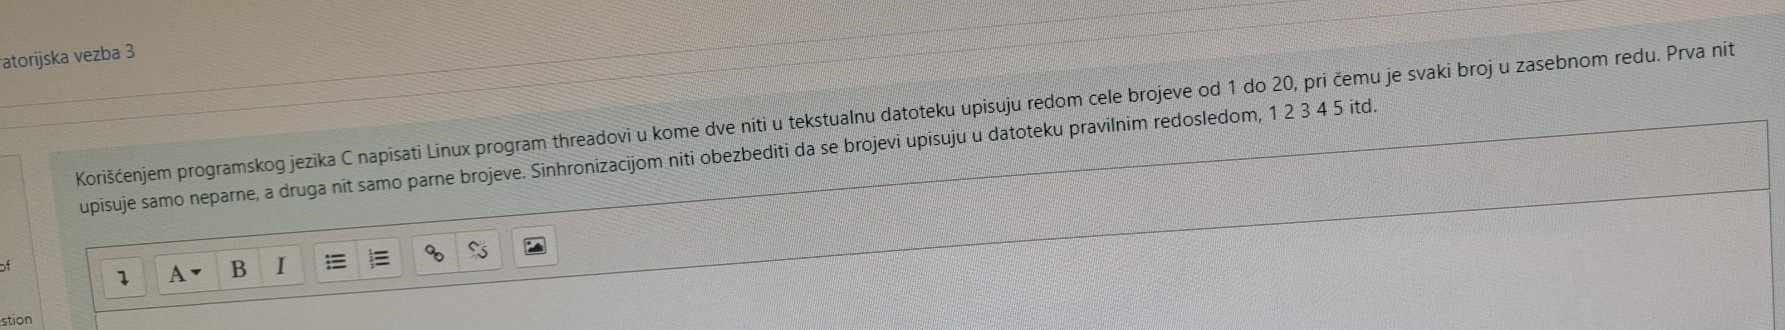 atorijska vezba 3
Korišćenjem programskog jezika C napisati Linux program threadovi u kome dve niti u tekstualnu datoteku upisuju redom cele brojeve od 1 do 20, pri čemu je svaki broj u zasebnom redu. Prva nit
upisuje samo neparne, a druga nit samo parne brojeve. Sinhronizacijom niti obezbediti da se brojevi upisuju u datoteku pravilnim redosledom, 1 2 3 4 5 itd.
A B I
of
stion